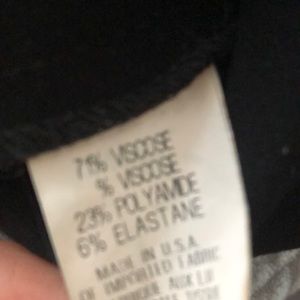 71% VISCOSE
% VISCOSE
23% POLYAMIDE
6% ELASTANE
MADE IN U.S.A.
OF IMPORTED FABRIC